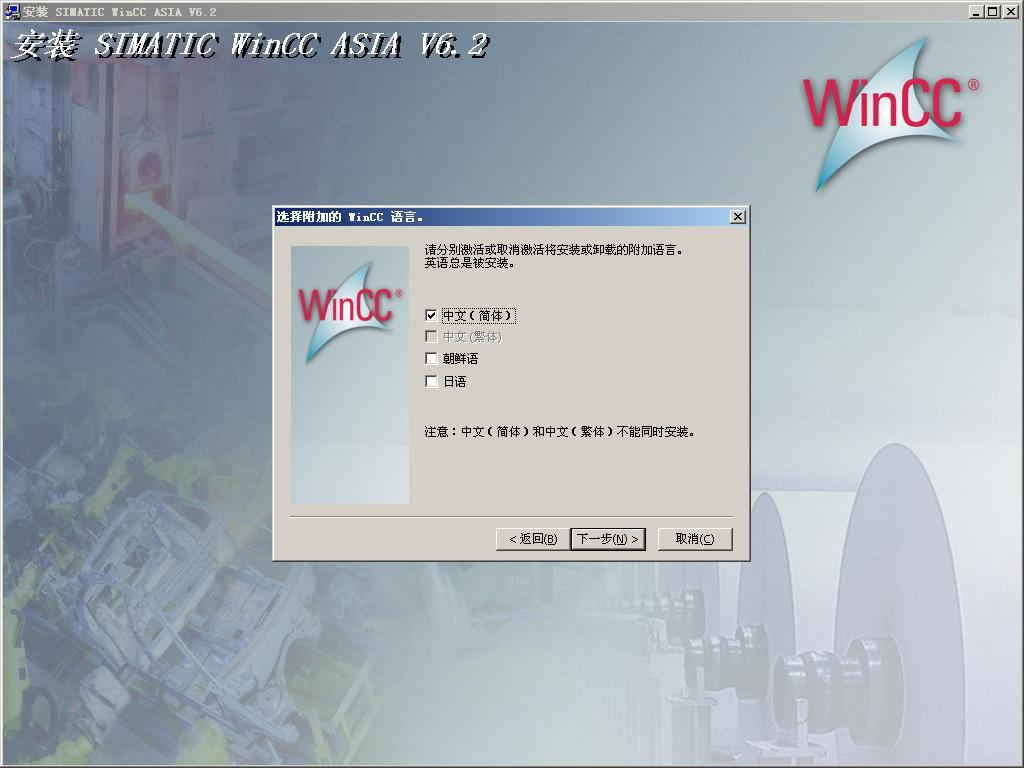 安装 SIMATIC WinCC ASIA V6.2
安装 SIMATIC WinCC ASIA V6.2
WinCC®
选择附加的 WinCC 语言。
WinCC®
请分别激活或取消激活将安装或卸载的附加语言。
英语总是被安装。
中文(简体)
中文(繁体)
朝鲜语
日语
注意:中文(简体)和中文(繁体)不能同时安装。
< 返回(B) 下一步(N) > 取消(C)